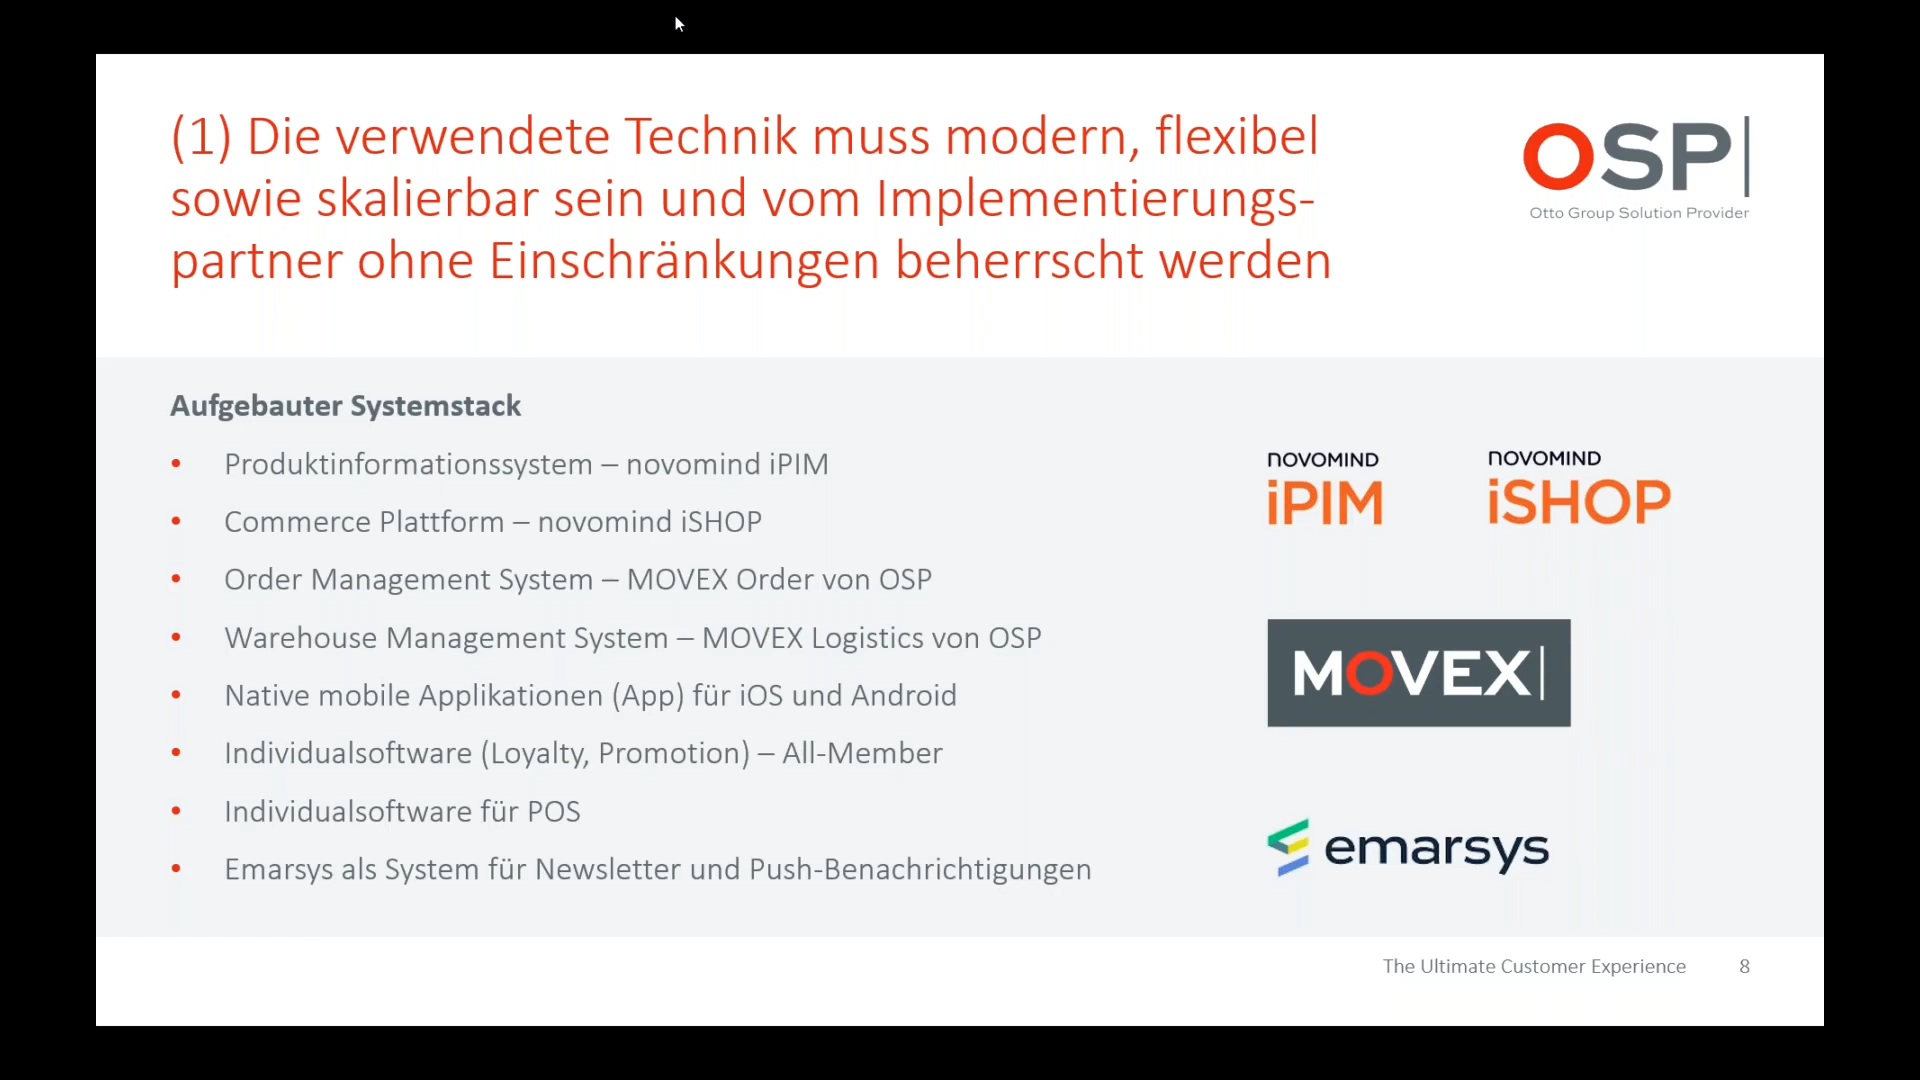 (1) Die verwendete Technik muss modern, flexibel
sowie skalierbar sein und vom Implementierungs-
partner ohne Einschränkungen beherrscht werden
OSP
Otto Group Solution Provider
Aufgebauter Systemstack
• Produktinformationssystem – novomind iPIM
• Commerce Plattform – novomind iSHOP
• Order Management System – MOVEX Order von OSP
• Warehouse Management System – MOVEX Logistics von OSP
• Native mobile Applikationen (App) für iOS und Android
• Individualsoftware (Loyalty, Promotion) – All-Member
• Individualsoftware für POS
• Emarsys als System für Newsletter und Push-Benachrichtigungen
NOVOMIND
iPIM
NOVOMIND
iSHOP
MOVEX
emarsys
The Ultimate Customer Experience 8